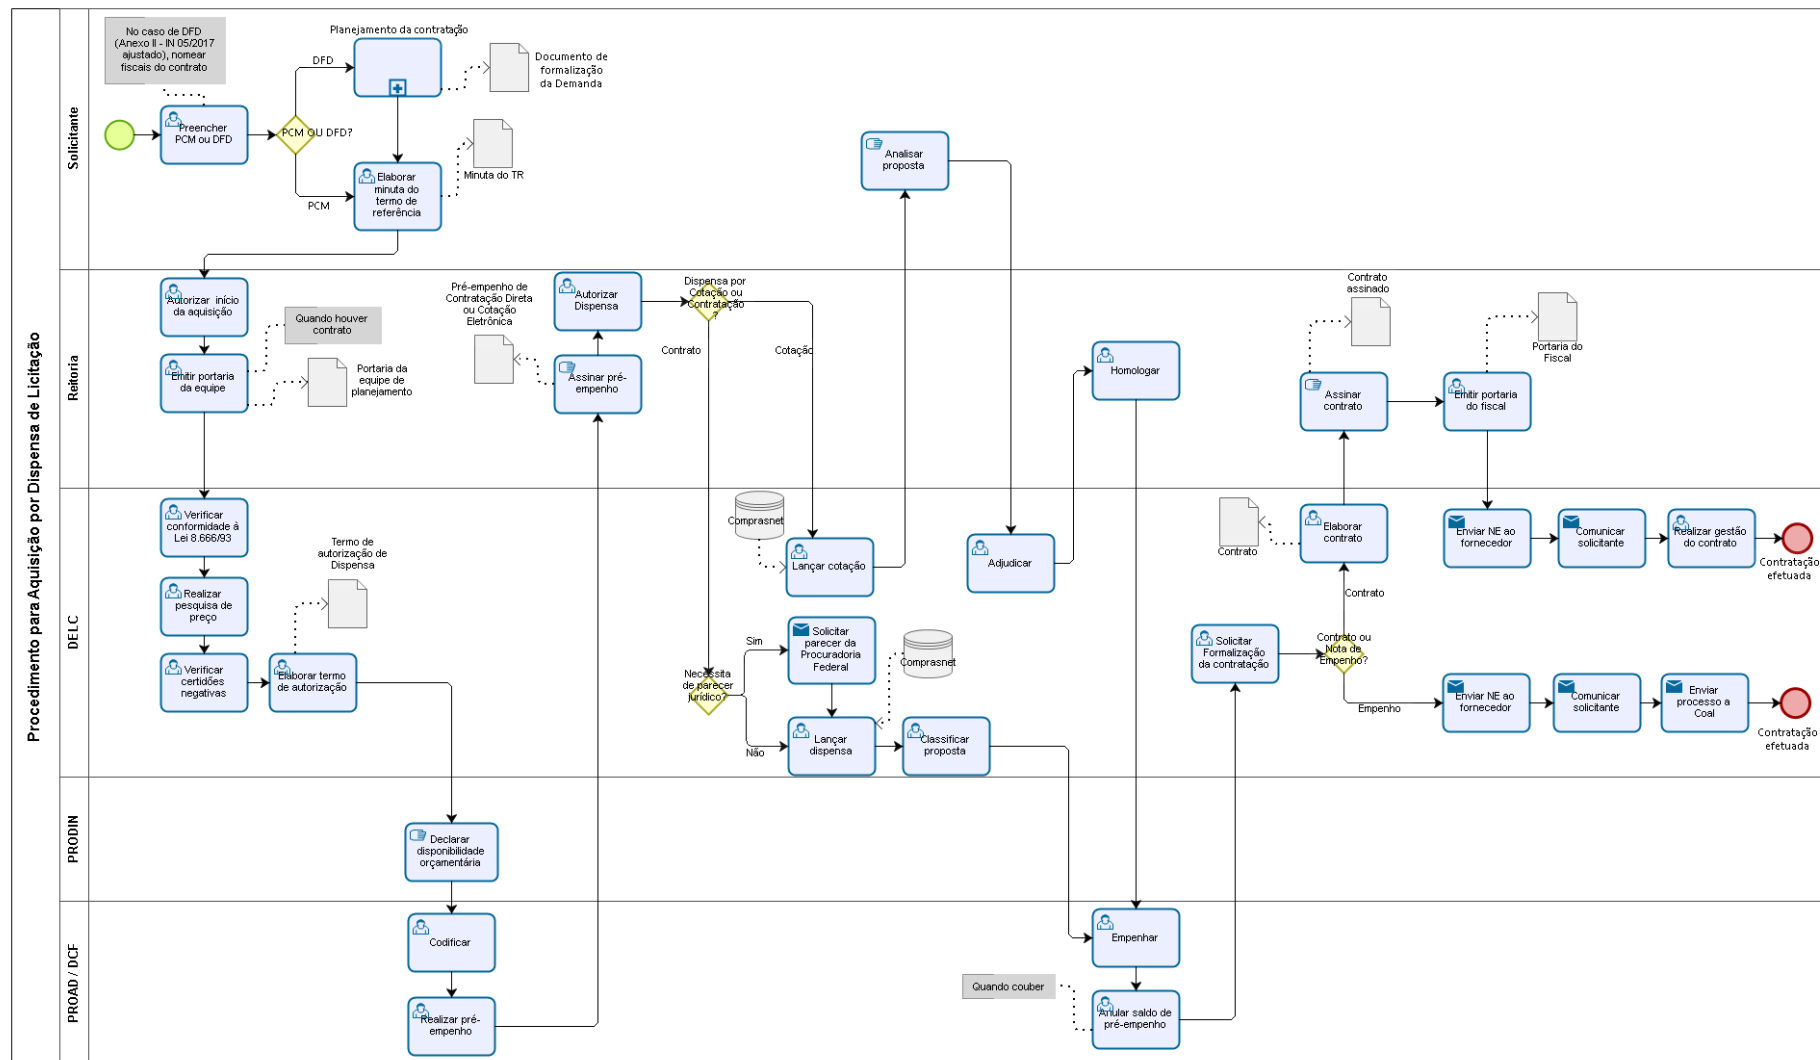 Procedimento para Aquisição por Dispensa de Licitação
Solicitante
No caso de DFD
(Anexo II - IN 05/2017
ajustado), nomear
fiscais do contrato
Preencher
PCM ou DFD
PCM OU DFD?
DFD
PCM
Planejamento da contratação
Documento de
formalização
da Demanda
Elaborar
minuta do
termo de
referência
Minuta do TR
Analisar
proposta
Reitoria
Autorizar início
da aquisição
Emitir portaria
da equipe
Quando houver
contrato
Portaria da
equipe de
planejamento
Pré-empenho de
Contratação Direta
ou Cotação
Eletrônica
Autorizar
Dispensa
Assinar pré-
empenho
Dispensa por
Cotação ou
Contratação
?
Contrato
Cotação
Homologar
Contrato
assinado
Assinar
contrato
Emitir portaria
do fiscal
Portaria do
Fiscal
DELC
Verificar
conformidade à
Lei 8.666/93
Realizar
pesquisa de
preço
Verificar
certidões
negativas
Termo de
autorização de
Dispensa
Elaborar termo
de autorização
Comprasnet
Lançar cotação
Necessita
de parecer
jurídico?
Sim
Não
Solicitar
parecer da
Procuradoria
Federal
Comprasnet
Lançar
dispensa
Classificar
proposta
Adjudicar
Solicitar
Formalização
da contratação
Contrato ou
Nota de
Empenho?
Contrato
Empenho
Contrato
Elaborar
contrato
Enviar NE ao
fornecedor
Comunicar
solicitante
Realizar gestão
do contrato
Contratação
efetuada
Enviar NE ao
fornecedor
Comunicar
solicitante
Enviar
processo a
Coal
Contratação
efetuada
PRODIN
Declarar
disponibilidade
orçamentária
PROAD / DCF
Codificar
Realizar pré-
empenho
Empenhar
Quando couber
Anular saldo de
pré-empenho